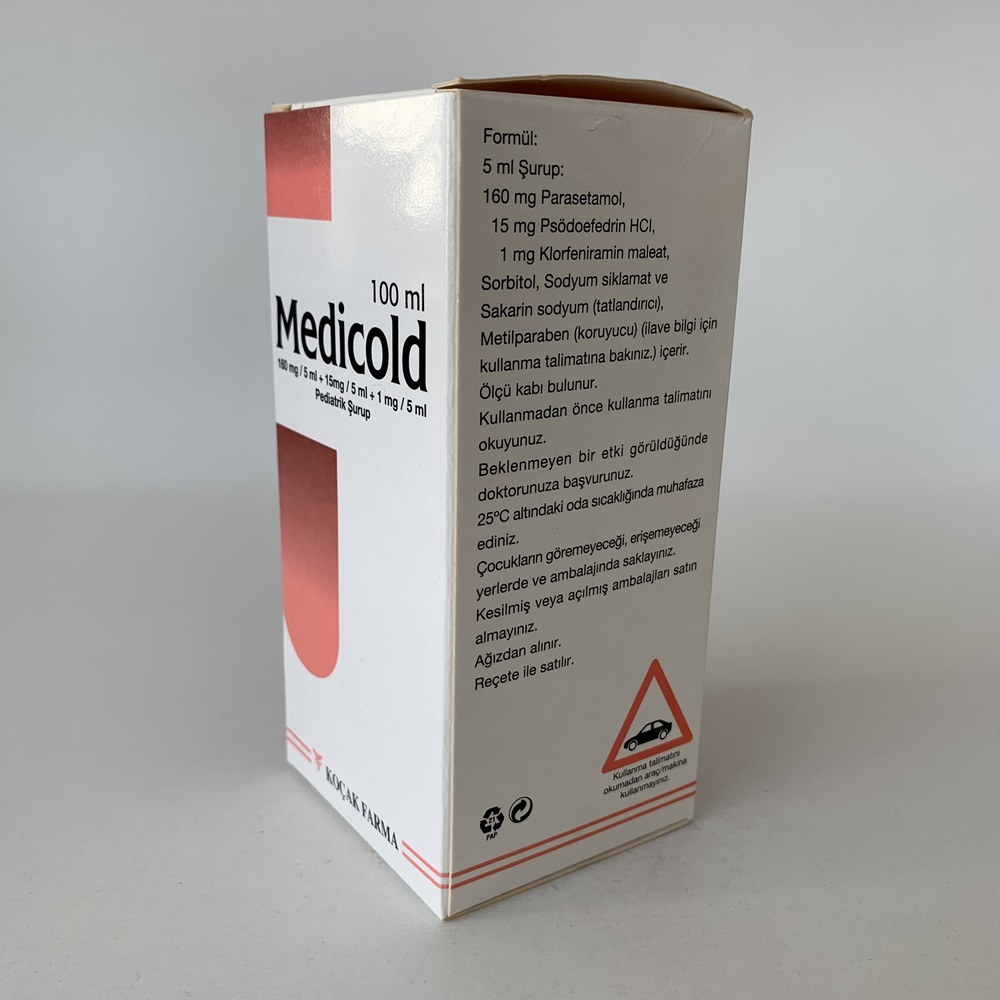 100 ml
Medicold
160 mg / 5 ml + 15mg / 5 ml + 1 mg / 5 ml
Pediatrik Şurup
KOÇAK FARMA
Formül:
5 ml Şurup:
160 mg Parasetamol,
15 mg Psödoefedrin HCl,
1 mg Klorfeniramin maleat,
Sorbitol, Sodyum siklamat ve
Sakarin sodyum (tatlandırıcı),
Metilparaben (koruyucu) (ilave bilgi için
kullanma talimatına bakınız.) içerir.
Ölçü kabı bulunur.
Kullanmadan önce kullanma talimatını
okuyunuz.
Beklenmeyen bir etki görüldüğünde
doktorunuza başvurunuz.
25°C altındaki oda sıcaklığında muhafaza
ediniz.
Çocukların göremeyeceği, erişemeyeceği
yerlerde ve ambalajında saklayınız.
Kesilmiş veya açılmış ambalajları satın
almayınız.
Ağızdan alınır.
Reçete ile satılır.
Kullanma talimatını
okumadan araç/makina
kullanmayınız.
21
PAP